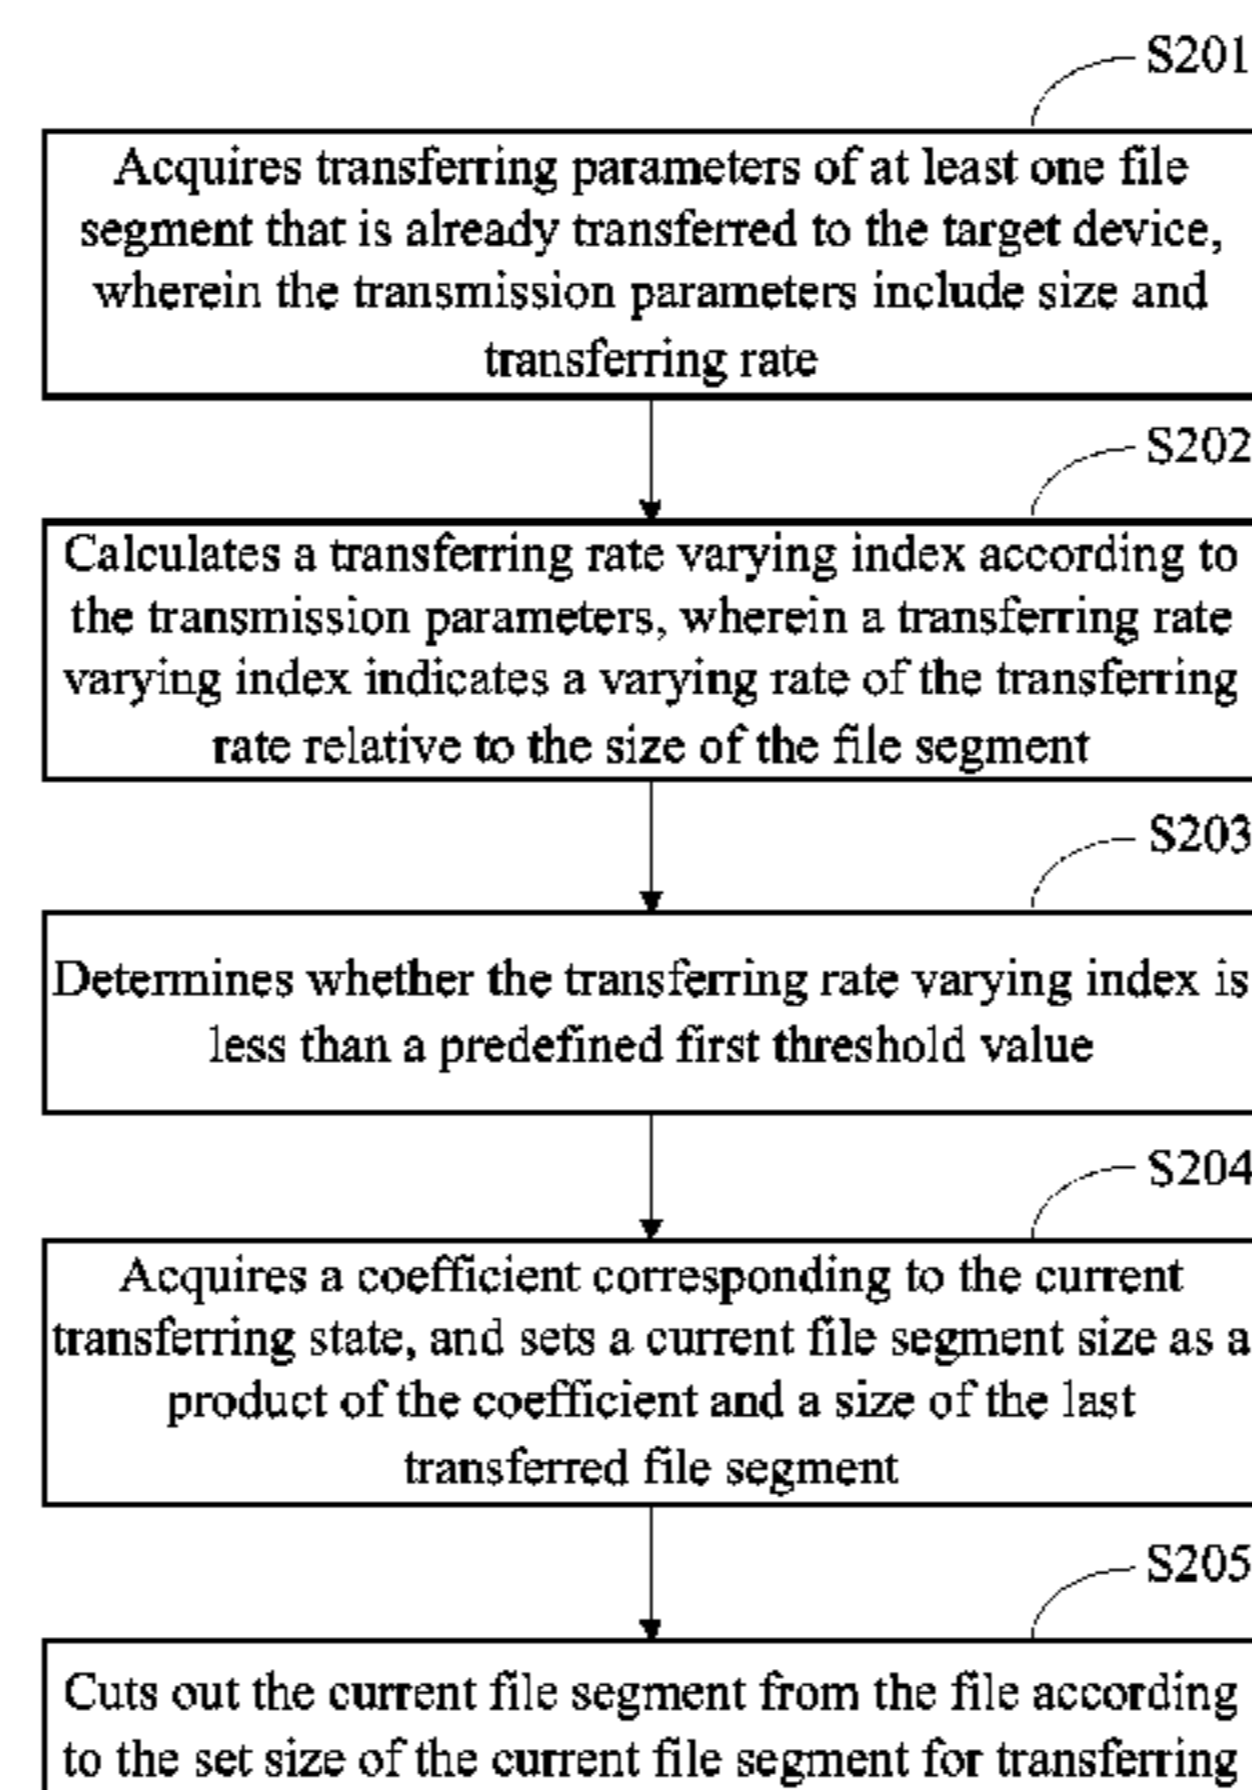 S201
Acquires transferring parameters of at least one file
segment that is already transferred to the target device,
wherein the transmission parameters include size and
transferring rate
S202
Calculates a transferring rate varying index according to
the transmission parameters, wherein a transferring rate
varying index indicates a varying rate of the transferring
rate relative to the size of the file segment
S203
Determines whether the transferring rate varying index is
less than a predefined first threshold value
S204
Acquires a coefficient corresponding to the current
transferring state, and sets a current file segment size as a
product of the coefficient and a size of the last
transferred file segment
S205
Cuts out the current file segment from the file according
to the set size of the current file segment for transferring